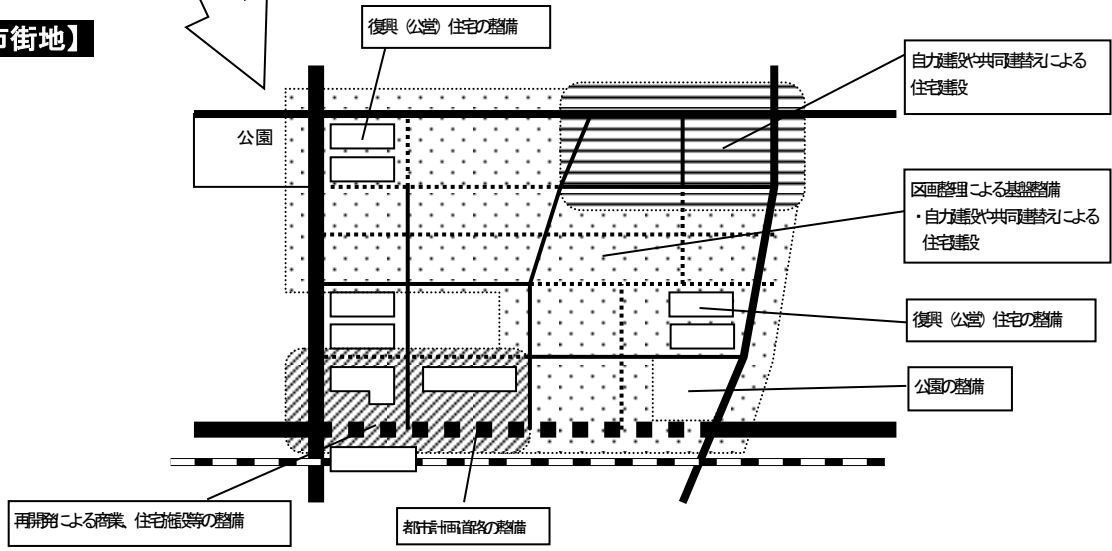 市街地】
復興（公営）住宅の整備
自力建設や共同建替えによる
住宅建設
公園
区画整理による基盤整備
・自力建設や共同建替えによる
住宅建設
復興（公営）住宅の整備
公園の整備
再開発による商業、住宅施設等の整備
都市計画道路の整備